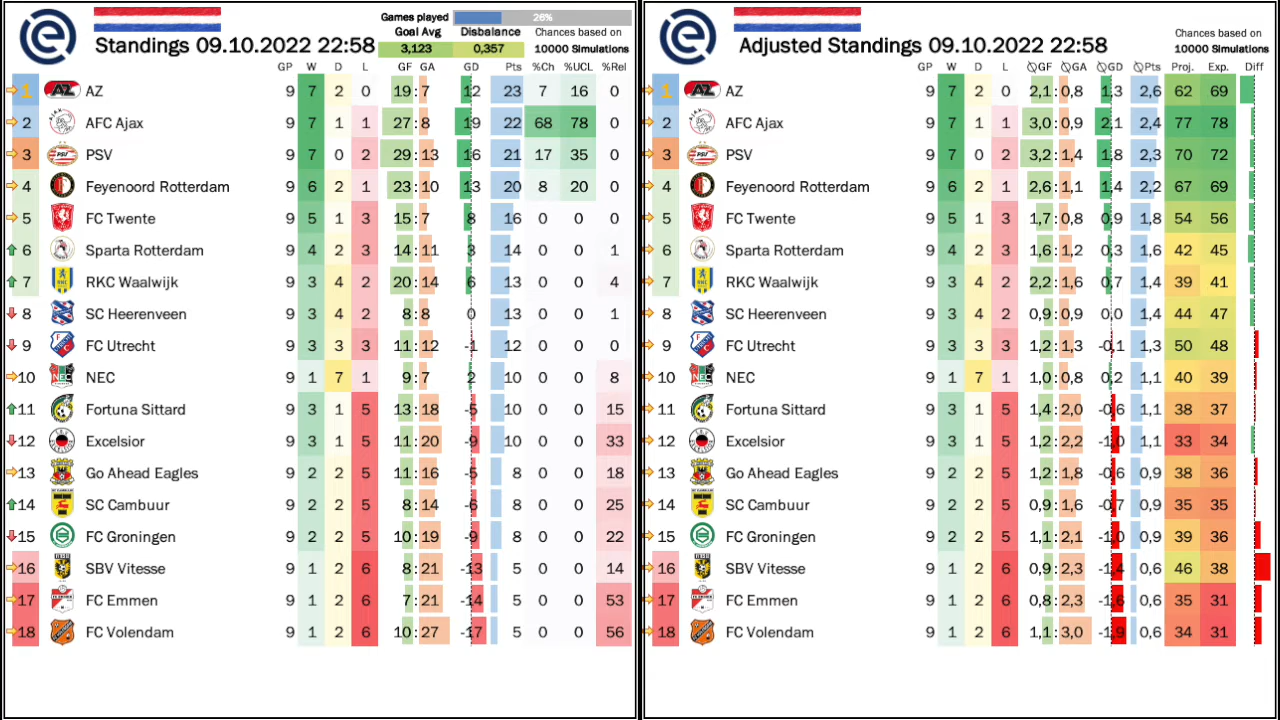 Games played 26%
Goal Avg Disbalance
Standings 09.10.2022 22:58 3,123 0,357
Chances based on
10000 Simulations
GP W D L GF GA GD Pts %Ch %UCL %Rel
1 AZ 9 7 2 0 19:7 12 23 7 16 0
2 AFC Ajax 9 7 1 1 27:8 19 22 68 78 0
3 PSV 9 7 0 2 29:13 16 21 17 35 0
4 Feyenoord Rotterdam 9 6 2 1 23:10 13 20 8 20 0
5 FC Twente 9 5 1 3 15:7 8 16 0 0 0
6 Sparta Rotterdam 9 4 2 3 14:11 3 14 0 0 1
7 RKC Waalwijk 9 3 4 2 20:14 6 13 0 0 4
8 SC Heerenveen 9 3 4 2 8:8 0 13 0 0 1
9 FC Utrecht 9 3 3 3 11:12 -1 12 0 0 0
10 NEC 9 1 7 1 9:7 2 10 0 0 8
11 Fortuna Sittard 9 3 1 5 13:18 -5 10 0 0 15
12 Excelsior 9 3 1 5 11:20 -9 10 0 0 33
13 Go Ahead Eagles 9 2 2 5 11:16 -5 8 0 0 18
14 SC Cambuur 9 2 2 5 8:14 -6 8 0 0 25
15 FC Groningen 9 2 2 5 10:19 -9 8 0 0 22
16 SBV Vitesse 9 1 2 6 8:21 -13 5 0 0 14
17 FC Emmen 9 1 2 6 7:21 -14 5 0 0 53
18 FC Volendam 9 1 2 6 10:27 -17 5 0 0 56
Adjusted Standings 09.10.2022 22:58
Chances based on
10000 Simulations
GP W D L ∅GF ∅GA ∅GD ∅Pts Proj. Exp. Diff
1 AZ 9 7 2 0 2,1:0,8 1,3 2,6 62 69
2 AFC Ajax 9 7 1 1 3,0:0,9 2,1 2,4 77 78
3 PSV 9 7 0 2 3,2:1,4 1,8 2,3 70 72
4 Feyenoord Rotterdam 9 6 2 1 2,6:1,1 1,4 2,2 67 69
5 FC Twente 9 5 1 3 1,7:0,8 0,9 1,8 54 56
6 Sparta Rotterdam 9 4 2 3 1,6:1,2 0,3 1,6 42 45
7 RKC Waalwijk 9 3 4 2 2,2:1,6 0,7 1,4 39 41
8 SC Heerenveen 9 3 4 2 0,9:0,9 0,0 1,4 44 47
9 FC Utrecht 9 3 3 3 1,2:1,3 -0,1 1,3 50 48
10 NEC 9 1 7 1 1,0:0,8 0,2 1,1 40 39
11 Fortuna Sittard 9 3 1 5 1,4:2,0 -0,6 1,1 38 37
12 Excelsior 9 3 1 5 1,2:2,2 -1,0 1,1 33 34
13 Go Ahead Eagles 9 2 2 5 1,2:1,8 -0,6 0,9 38 36
14 SC Cambuur 9 2 2 5 0,9:1,6 -0,7 0,9 35 35
15 FC Groningen 9 2 2 5 1,1:2,1 -1,0 0,9 39 36
16 SBV Vitesse 9 1 2 6 0,9:2,3 -1,4 0,6 46 38
17 FC Emmen 9 1 2 6 0,8:2,3 -1,6 0,6 35 31
18 FC Volendam 9 1 2 6 1,1:3,0 -1,9 0,6 34 31